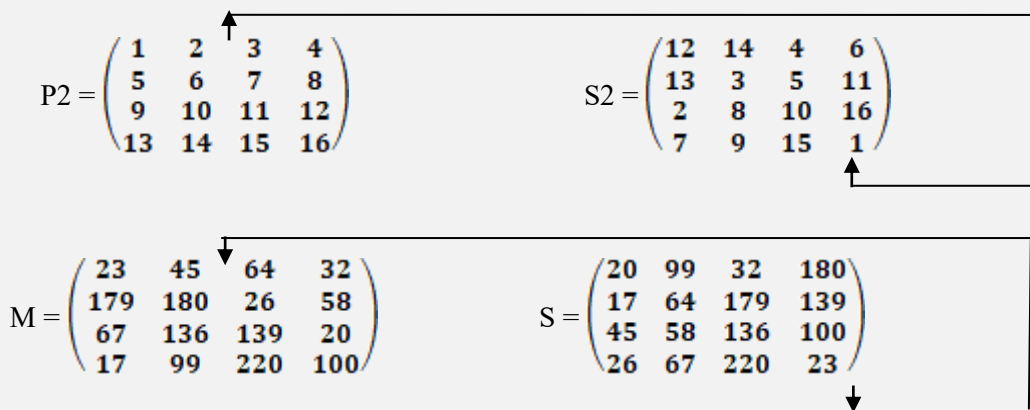 P2 =
1 2 3 4
5 6 7 8
9 10 11 12
13 14 15 16
S2 =
12 14 4 6
13 3 5 11
2 8 10 16
7 9 15 1
M =
23 45 64 32
179 180 26 58
67 136 139 20
17 99 220 100
S =
20 99 32 180
17 64 179 139
45 58 136 100
26 67 220 23